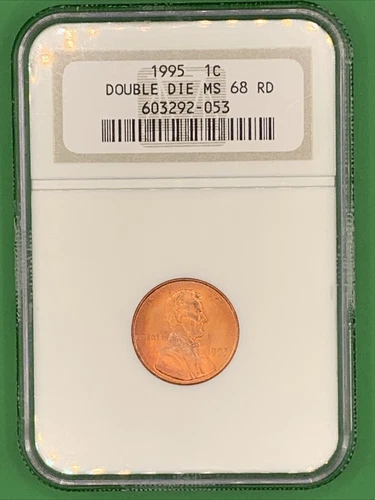 1995 1C
DOUBLE DIE MS 68 RD
603292-053